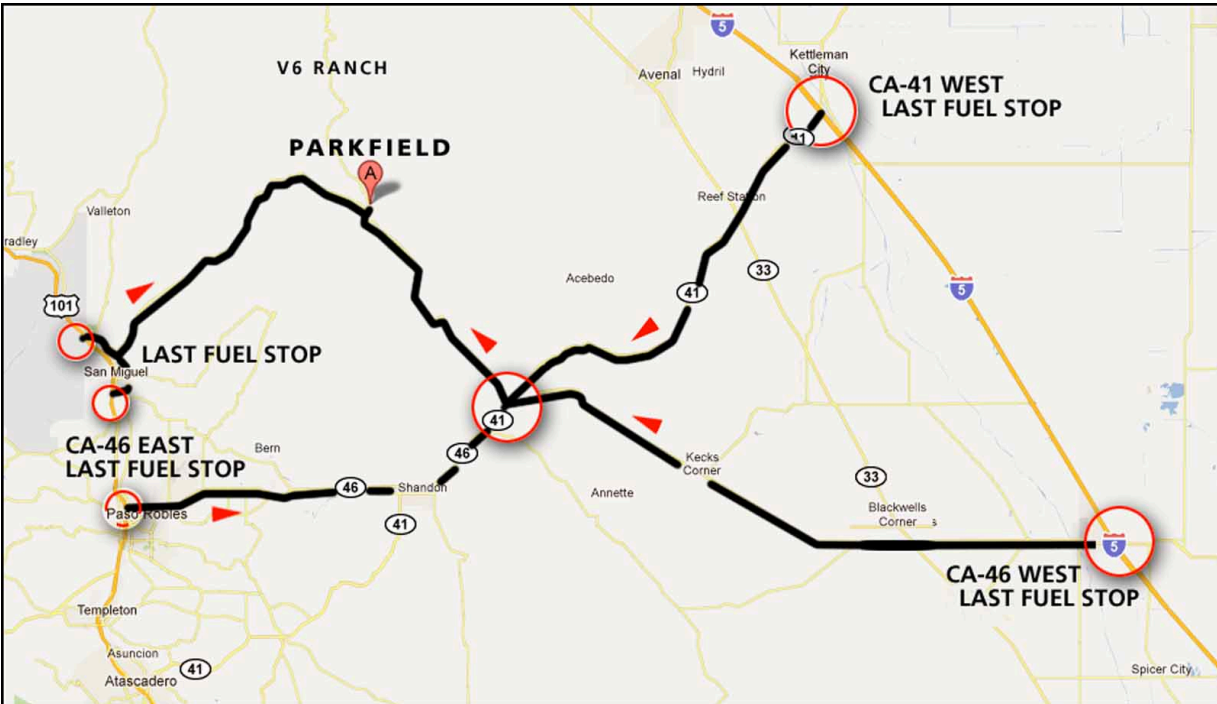 5
Kettleman
City
Avenal
Hydril
V6 RANCH
CA-41 WEST
LAST FUEL STOP
41
PARKFIELD
A
Reef Station
Valleton
radley
33
Acebedo
5
41
101
LAST FUEL STOP
San Miguel
41
CA-46 EAST
LAST FUEL STOP
Bern
46
Kecks
Corner
33
46
Shandon
Annette
Blackwells
Corner
s
Paso Robles
41
5
CA-46 WEST
LAST FUEL STOP
Templeton
Asuncion
41
Atascadero
Spicer City